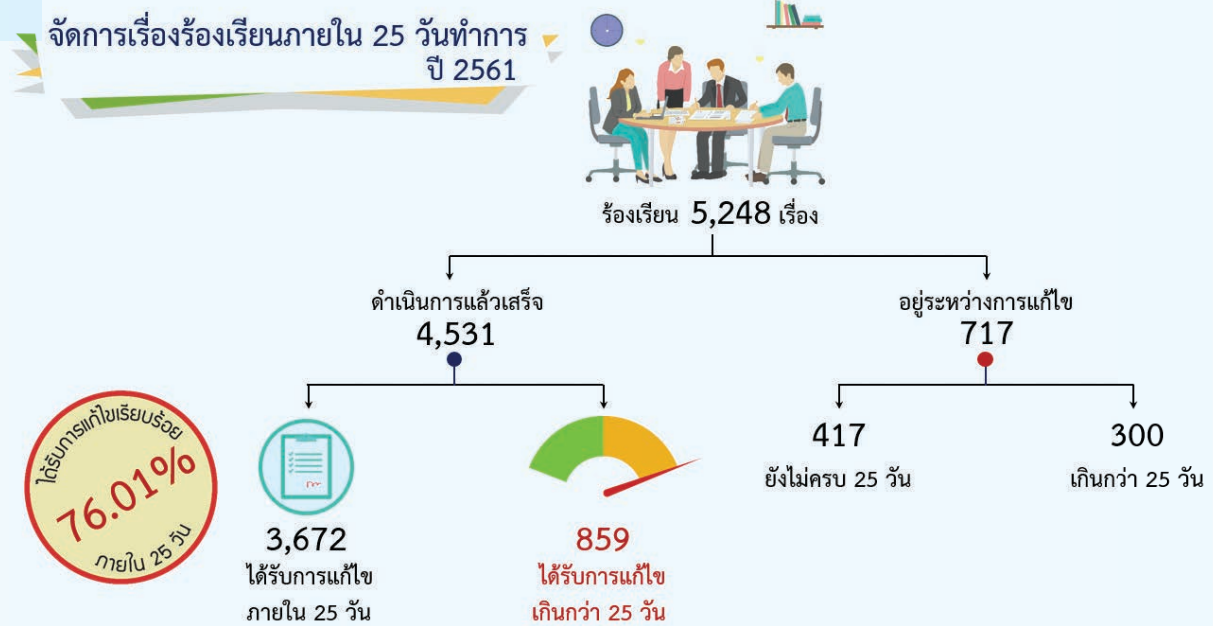 จัดการเรื่องร้องเรียนภายใน 25 วันทำการ
ปี 2561
ร้องเรียน 5,248 เรื่อง
ดำเนินการแล้วเสร็จ
4,531
อยู่ระหว่างการแก้ไข
717
ได้รับการแก้ไขเรียบร้อย
76.01%
ภายใน 25 วัน
3,672
ได้รับการแก้ไข
ภายใน 25 วัน
859
ได้รับการแก้ไข
เกินกว่า 25 วัน
417
ยังไม่ครบ 25 วัน
300
เกินกว่า 25 วัน